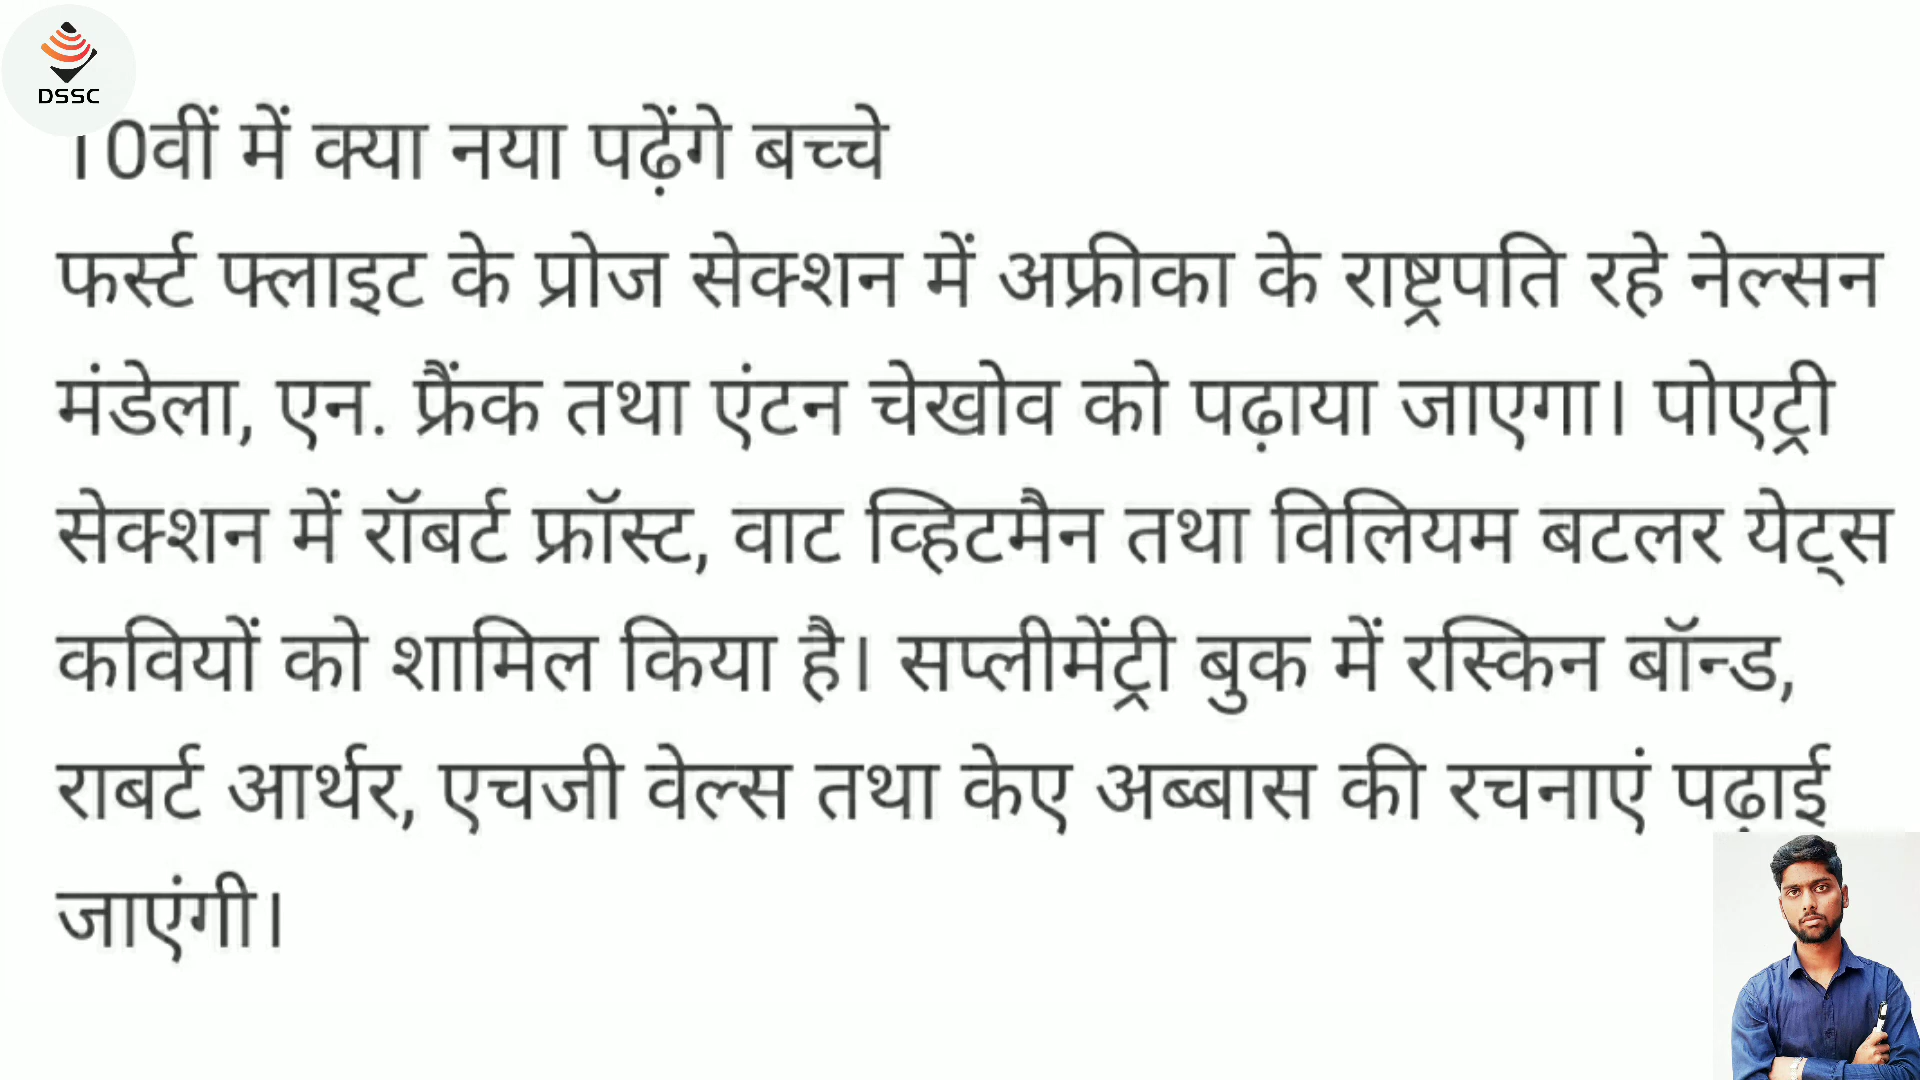 DSSC
10वीं में क्या नया पढ़ेंगे बच्चे
फर्स्ट फ्लाइट के प्रोज सेक्शन में अफ्रीका के राष्ट्रपति रहे नेल्सन
मंडेला, एन. फ्रैंक तथा एंटन चेखोव को पढ़ाया जाएगा। पोएट्री
सेक्शन में रॉबर्ट फ्रॉस्ट, वाट व्हिटमैन तथा विलियम बटलर येट्स
कवियों को शामिल किया है। सप्लीमेंट्री बुक में रस्किन बॉन्ड,
राबर्ट आर्थर, एचजी वेल्स तथा केए अब्बास की रचनाएं पढ़ाई
जाएंगी।